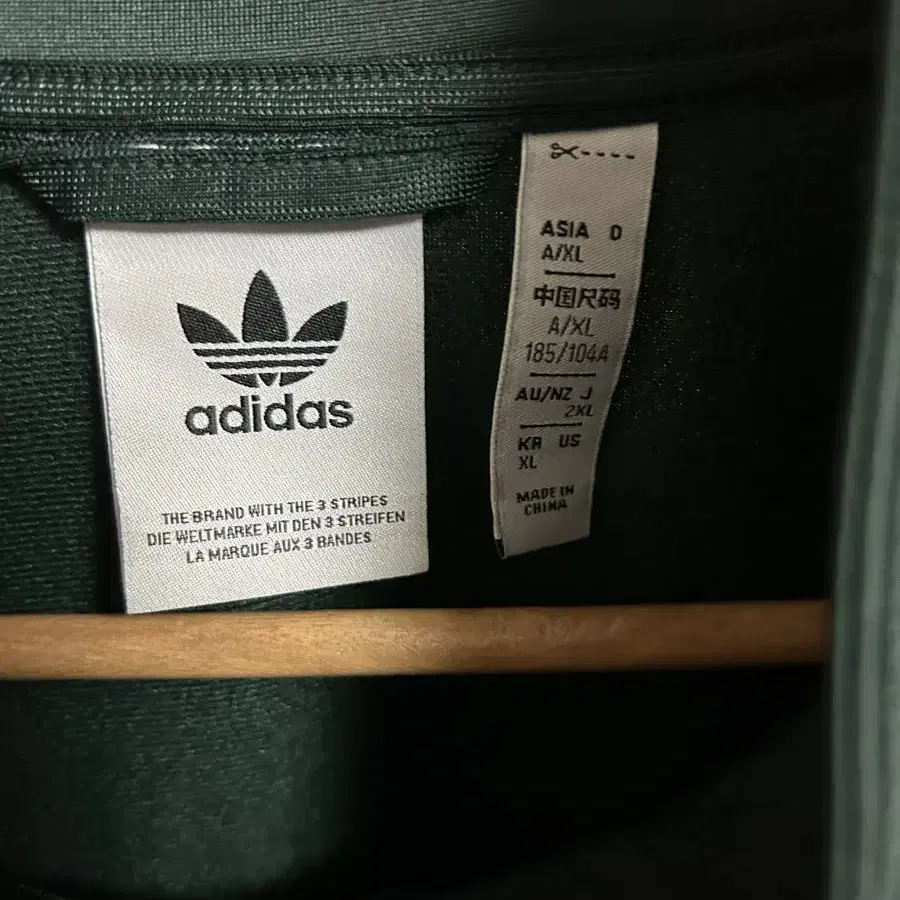 adidas
THE BRAND WITH THE 3 STRIPES
DIE WELTMARKE MIT DEN 3 STREIFEN
LA MARQUE AUX 3 BANDES
ASIA D
A/XL
中国尺码
A/XL
185/104A
AU/NZ J
2XL
KR US
XL
MADE IN
CHINA